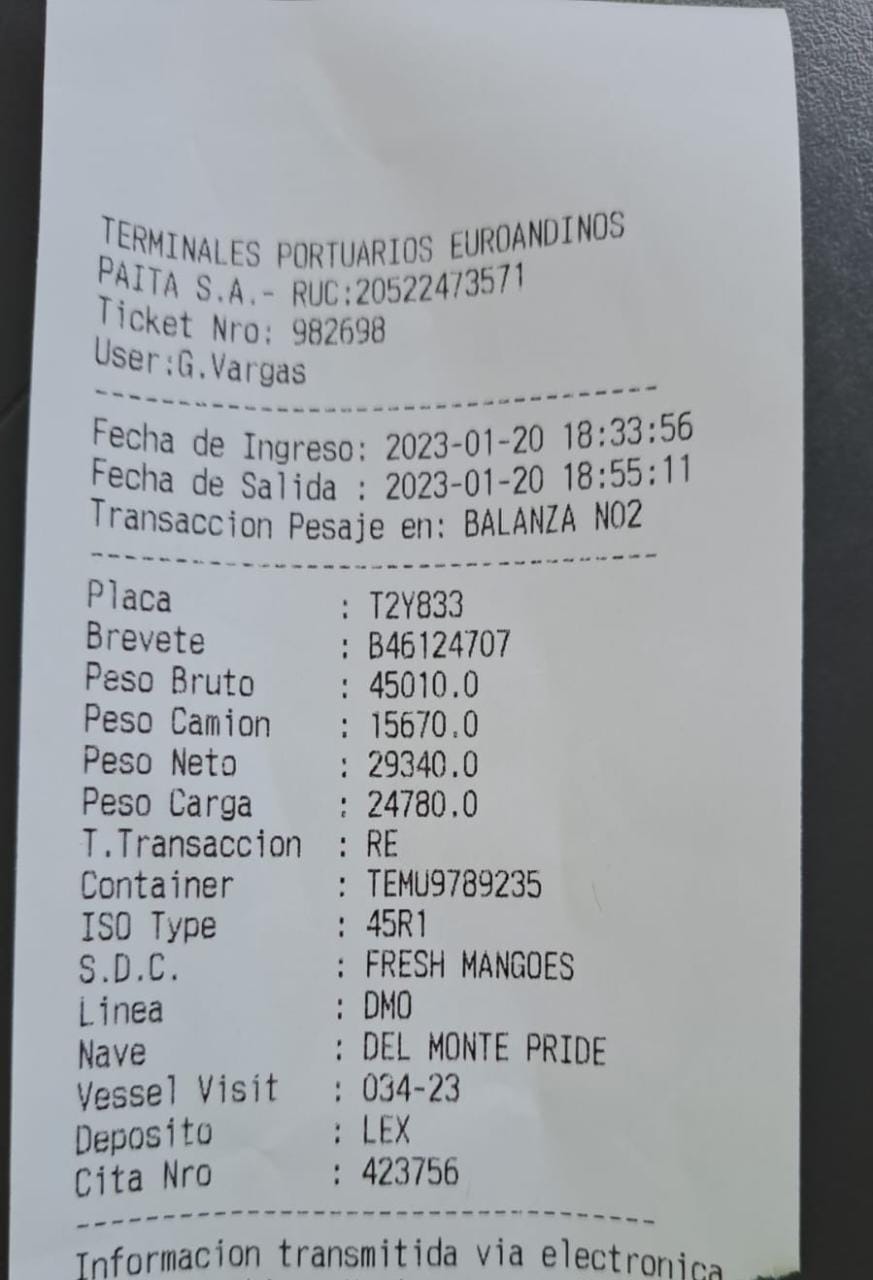 TERMINALES PORTUARIOS EUROANDINOS
PAITA S.A.- RUC:20522473571
Ticket Nro: 982698
User:G.Vargas
Fecha de Ingreso: 2023-01-20 18:33:56
Fecha de Salida : 2023-01-20 18:55:11
Transaccion Pesaje en: BALANZA NO2
Placa : T2Y833
Brevete : B46124707
Peso Bruto : 45010.0
Peso Camion : 15670.0
Peso Neto : 29340.0
Peso Carga : 24780.0
T.Transaccion : RE
Container : TEMU9789235
ISO Type : 45R1
S.D.C. : FRESH MANGOES
Linea : DMO
Nave : DEL MONTE PRIDE
Vessel Visit : 034-23
Deposito : LEX
Cita Nro : 423756
Informacion transmitida via electronica